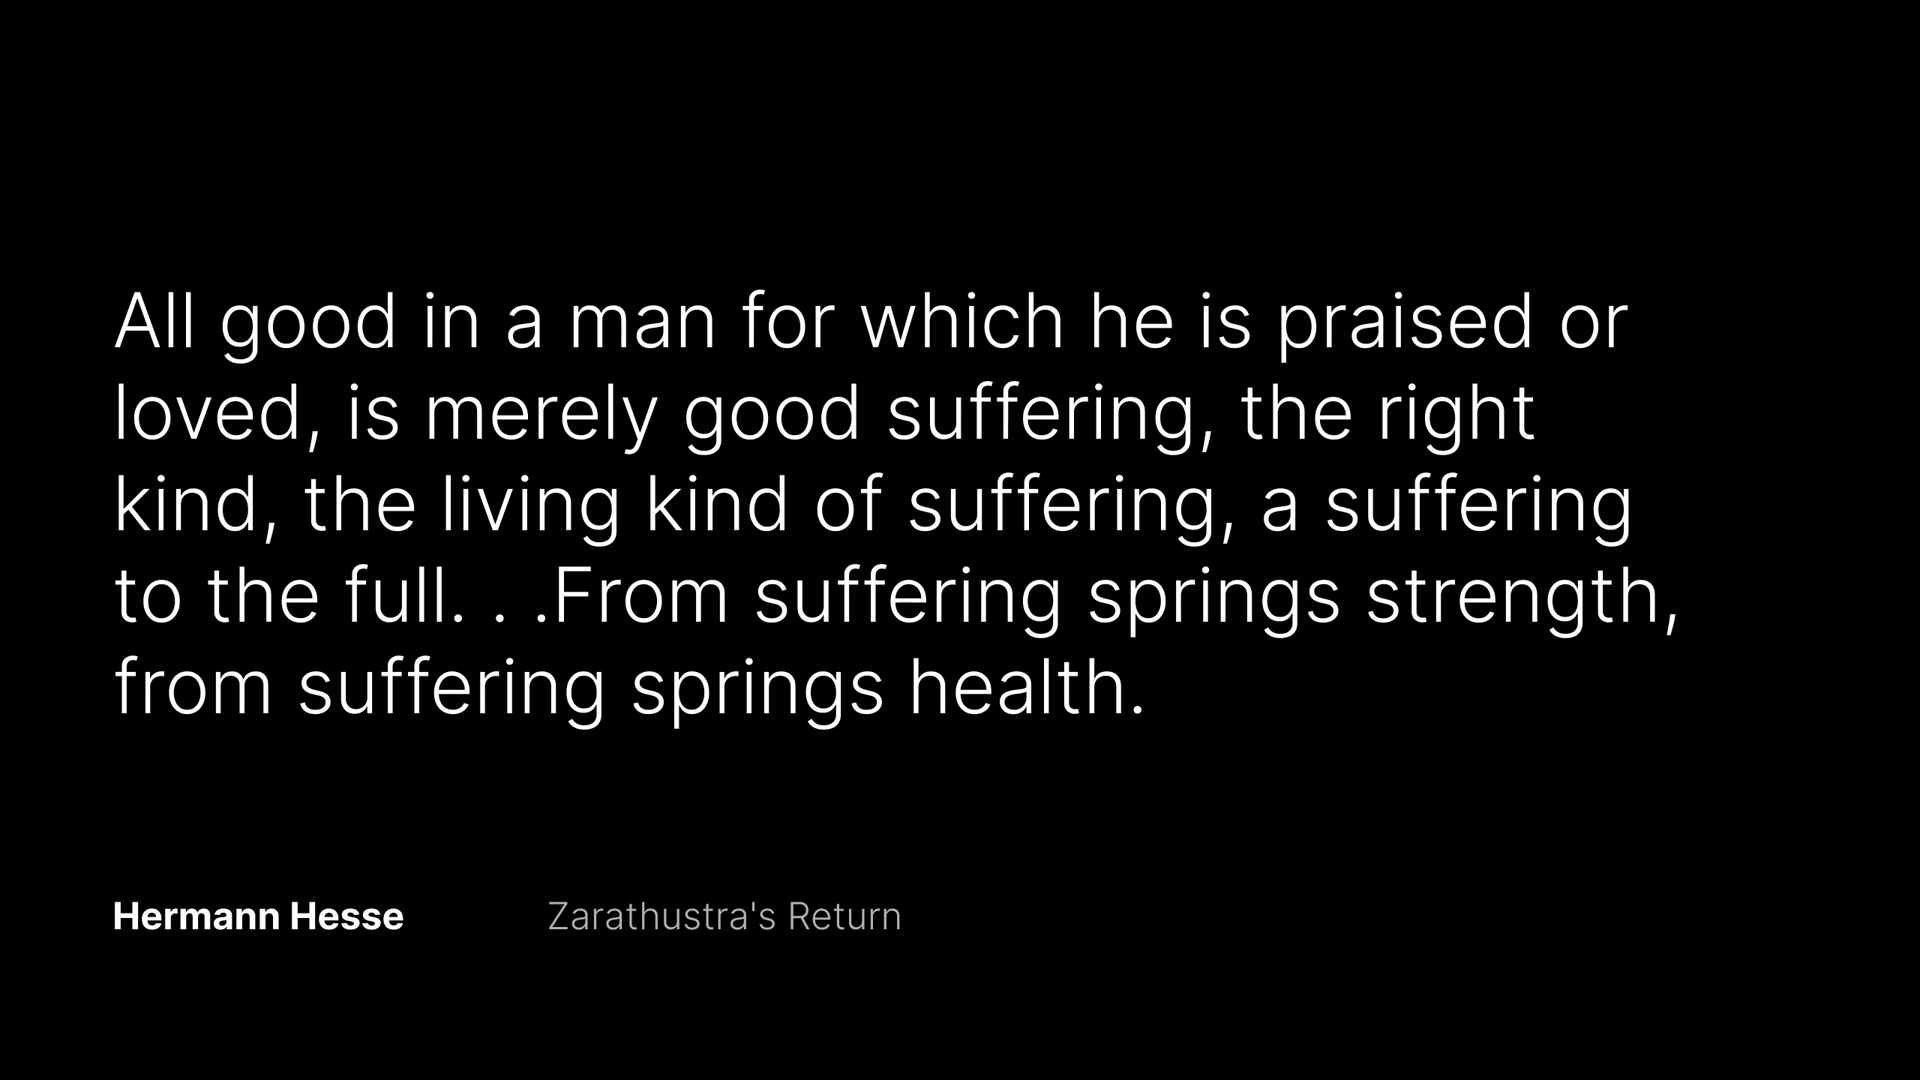 All good in a man for which he is praised or
loved, is merely good suffering, the right
kind, the living kind of suffering, a suffering
to the full. . .From suffering springs strength,
from suffering springs health.
Hermann Hesse Zarathustra's Return